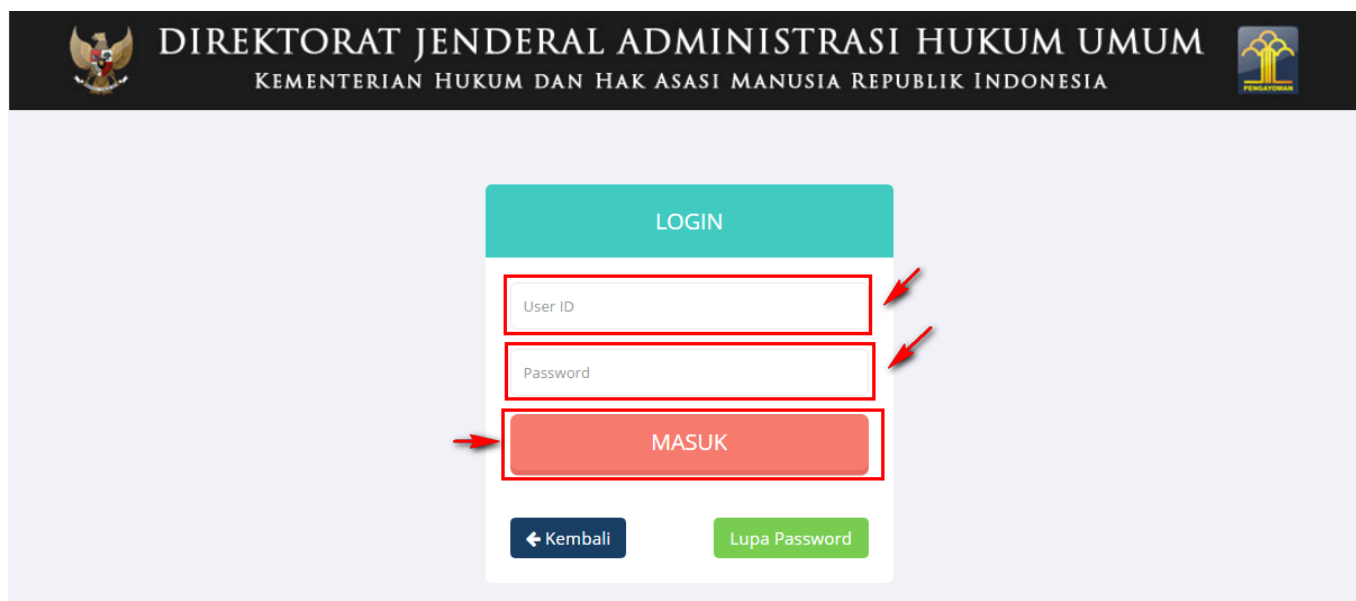 DIREKTORAT JENDERAL ADMINISTRASI HUKUM UMUM
KEMENTERIAN HUKUM DAN HAK ASASI MANUSIA REPUBLIK INDONESIA
PENGAYOMAN
LOGIN
User ID
Password
MASUK
Kembali
Lupa Password